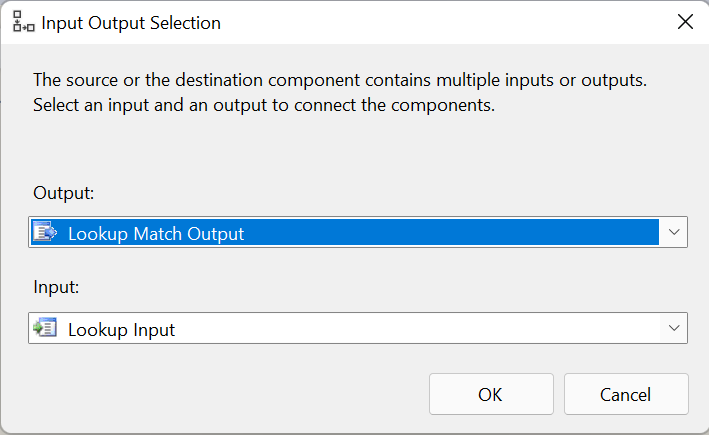 Input Output Selection
The source or the destination component contains multiple inputs or outputs.
Select an input and an output to connect the components.
Output:
Lookup Match Output
Input:
Lookup Input
OK
Cancel